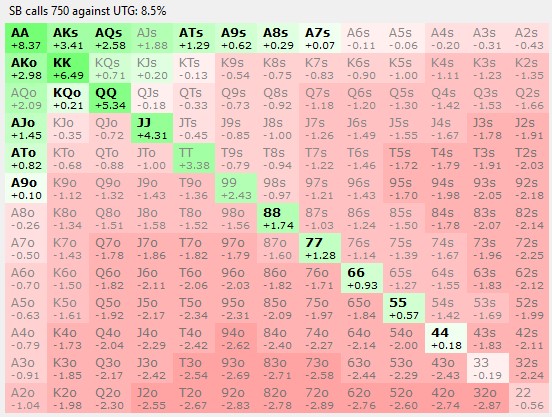 SB calls 750 against UTG: 8.5%
AA AKs AQs AJs ATs A9s A8s A7s A6s A5s A4s A3s A2s
+8.37 +3.41 +2.58 +1.88 +1.29 +0.62 +0.29 +0.07 -0.11 -0.06 -0.20 -0.31 -0.43
AKo KK KQs KJs KTs K9s K8s K7s K6s K5s K4s K3s K2s
+2.98 +6.49 +0.71 +0.20 -0.13 -0.54 -0.75 -0.83 -0.90 -1.00 -1.11 -1.23 -1.35
AQo KQo QQ QJs QTs Q9s Q8s Q7s Q6s Q5s Q4s Q3s Q2s
+2.09 +0.21 +5.34 -0.18 -0.33 -0.73 -0.92 -1.18 -1.20 -1.30 -1.42 -1.53 -1.66
AJo KJo QJo JJ JTs J9s J8s J7s J6s J5s J4s J3s J2s
+1.45 -0.35 -0.72 +4.31 -0.45 -0.85 -1.00 -1.26 -1.49 -1.55 -1.67 -1.78 -1.91
ATo KTo QTo JTo TT T9s T8s T7s T6s T5s T4s T3s T2s
+0.82 -0.68 -0.88 -1.00 +3.38 -0.79 -0.94 -1.22 -1.46 -1.72 -1.79 -1.91 -2.03
A9o K9o Q9o J9o T9o 99 98s 97s 96s 95s 94s 93s 92s
+0.10 -1.12 -1.32 -1.43 -1.36 +2.43 -0.97 -1.21 -1.43 -1.70 -1.98 -2.05 -2.18
A8o K8o Q8o J8o T8o 98o 88 87s 86s 85s 84s 83s 82s
-0.26 -1.34 -1.51 -1.58 -1.52 -1.56 +1.74 -1.03 -1.24 -1.50 -1.78 -2.07 -2.14
A7o K7o Q7o J7o T7o 97o 87o 77 76s 75s 74s 73s 72s
-0.50 -1.43 -1.78 -1.86 -1.82 -1.79 -1.60 +1.28 -1.14 -1.39 -1.67 -1.96 -2.25
A6o K6o Q6o J6o T6o 96o 86o 76o 66 65s 64s 63s 62s
-0.70 -1.50 -1.82 -2.11 -2.06 -2.03 -1.82 -1.71 +0.93 -1.27 -1.55 -1.83 -2.12
A5o K5o Q5o J5o T5o 95o 85o 75o 65o 55 54s 53s 52s
-0.63 -1.61 -1.92 -2.17 -2.34 -2.31 -2.09 -1.97 -1.84 +0.57 -1.42 -1.69 -1.99
A4o K4o Q4o J4o T4o 94o 84o 74o 64o 54o 44 43s 42s
-0.79 -1.73 -2.04 -2.29 -2.42 -2.62 -2.40 -2.27 -2.14 -2.00 +0.18 -1.82 -2.11
A3o K3o Q3o J3o T3o 93o 83o 73o 63o 53o 43o 33 32s
-0.91 -1.85 -2.17 -2.42 -2.54 -2.69 -2.71 -2.58 -2.44 -2.29 -2.43 -0.19 -2.24
A2o K2o Q2o J2o T2o 92o 82o 72o 62o 52o 42o 32o 22
-1.04 -1.98 -2.30 -2.55 -2.67 -2.83 -2.78 -2.89 -2.76 -2.60 -2.74 -2.87 -0.56